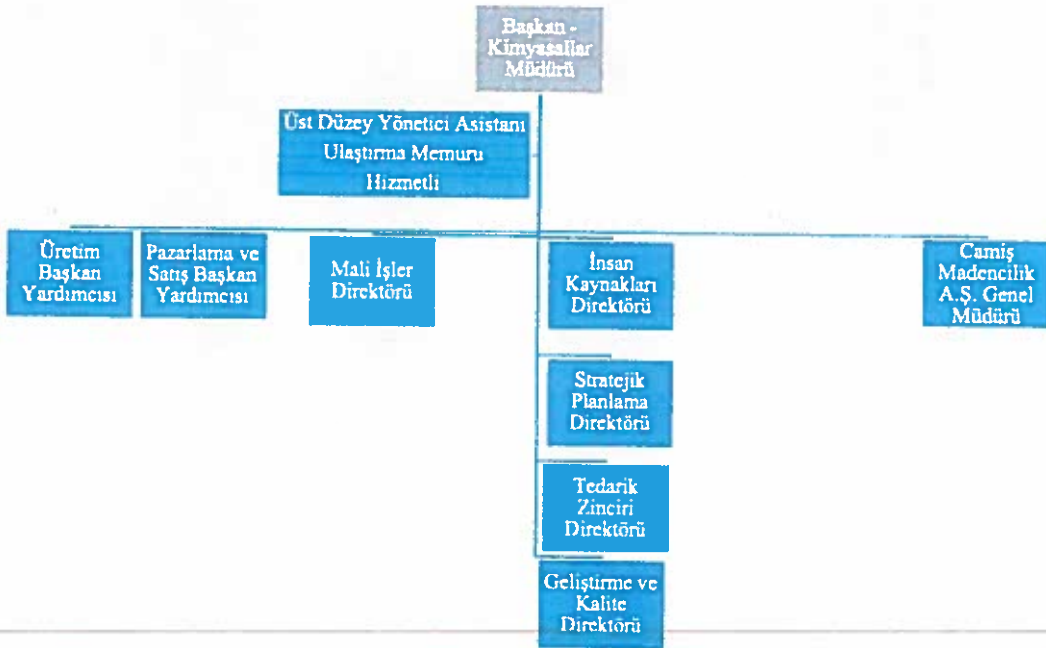 Başkan -
Kimyasallar
Müdürü
Üst Düzey Yönetici Asistanı
Ulaştırma Memuru
Hizmetli
Üretim
Başkan
Yardımcısı
Pazarlama ve
Satış Başkan
Yardımcısı
Mali İşler
Direktörü
İnsan
Kaynakları
Direktörü
Camiş
Madencilik
A.Ş. Genel
Müdürü
Stratejik
Planlama
Direktörü
Tedarik
Zinciri
Direktörü
Geliştirme ve
Kalite
Direktörü